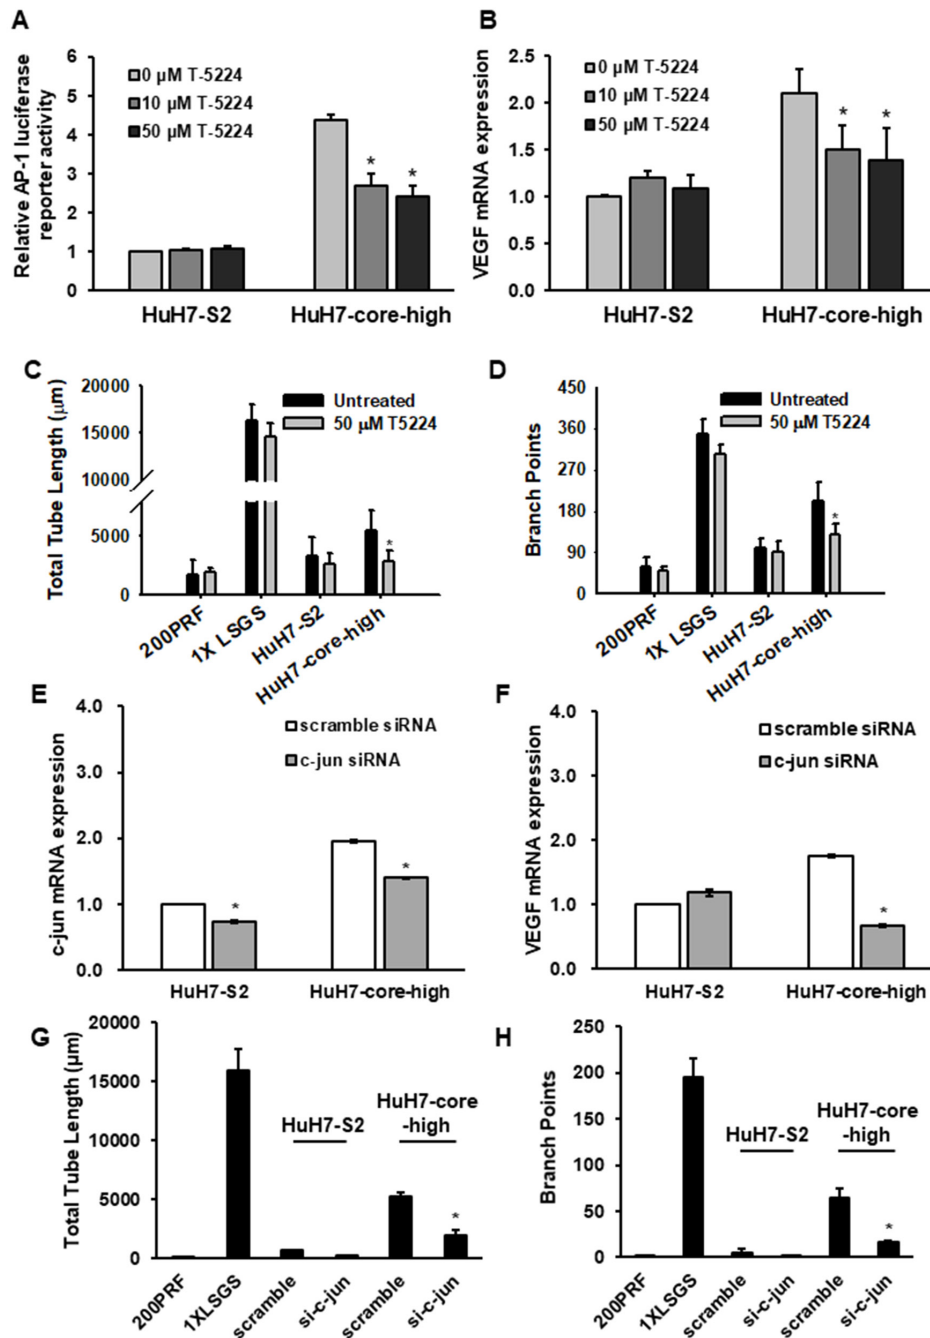 A
Relative AP-1 luciferase
reporter activity
6
5
4
3
2
1
0
0 µM T-5224
10 µM T-5224
50 µM T-5224
*
*
HuH7-S2
HuH7-core-high
B
VEGF mRNA expression
2.5
2.0
1.5
1.0
0.5
0.0
0 µM T-5224
10 µM T-5224
50 µM T-5224
*
*
HuH7-S2
HuH7-core-high
C
Total Tube Length (µm)
20000
15000
10000
5000
0
Untreated
50 µM T5224
*
200PRF
1X LSGS
HuH7-S2
HuH7-core-high
D
Branch Points
450
360
270
180
90
0
Untreated
50 µM T5224
*
200PRF
1X LSGS
HuH7-S2
HuH7-core-high
E
c-jun mRNA expression
4.0
3.0
2.0
1.0
0.0
scramble siRNA
c-jun siRNA
*
*
HuH7-S2
HuH7-core-high
F
VEGF mRNA expression
4.0
3.0
2.0
1.0
0.0
scramble siRNA
c-jun siRNA
*
HuH7-S2
HuH7-core-high
G
Total Tube Length (µm)
20000
15000
10000
5000
0
HuH7-S2
HuH7-core
-high
*
200PRF
1XLSGS
scramble
si-c-jun
scramble
si-c-jun
H
Branch Points
250
200
150
100
50
0
HuH7-S2
HuH7-core
-high
*
200PRF
1XLSGS
scramble
si-c-jun
scramble
si-c-jun